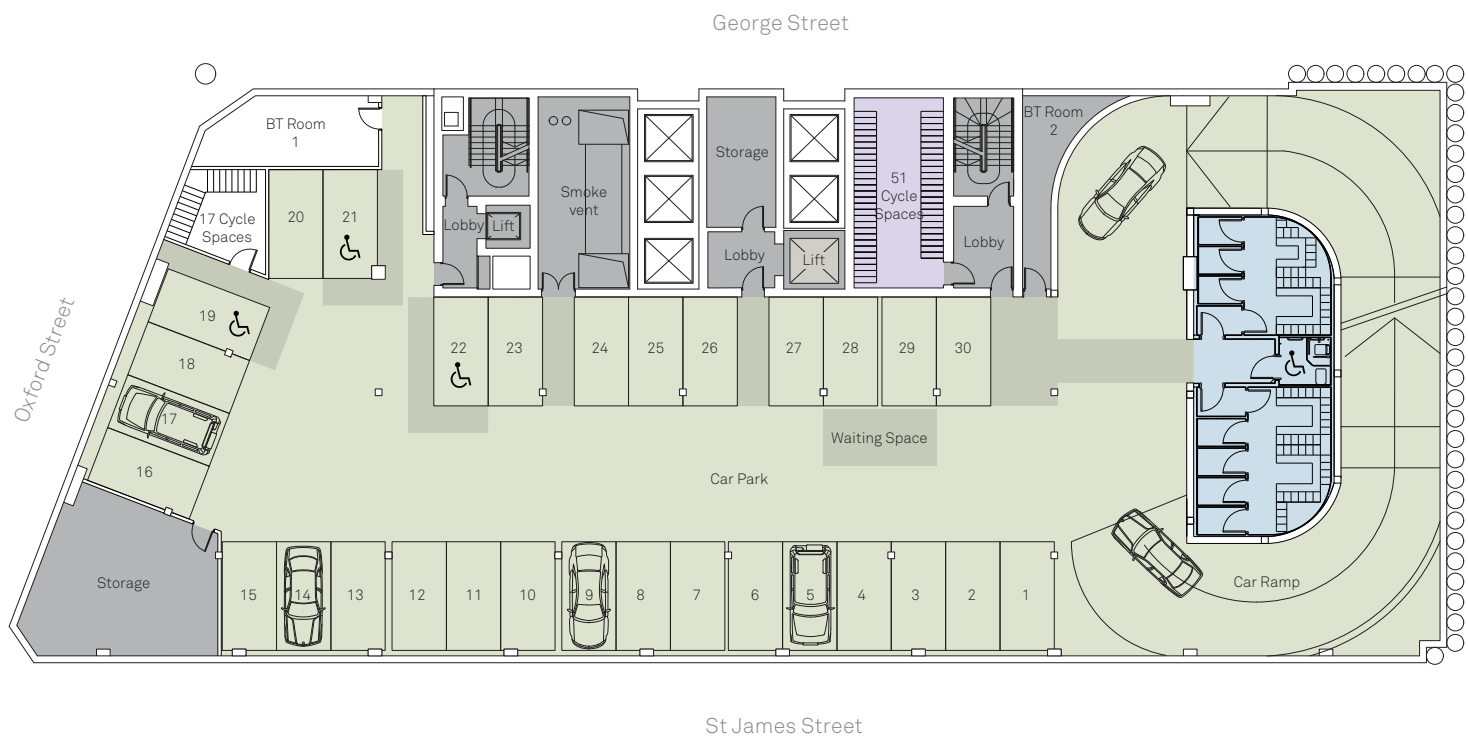 George Street
BT Room
1
BT Room
2
Storage
51
Cycle
Spaces
Smoke
vent
17 Cycle
Spaces
20
21
Lobby
Lift
Lobby
Lift
Lobby
Oxford Street
19
18
17
16
22
23
24
25
26
27
28
29
30
Waiting Space
Car Park
Storage
15
14
13
12
11
10
9
8
7
6
5
4
3
2
1
Car Ramp
St James Street